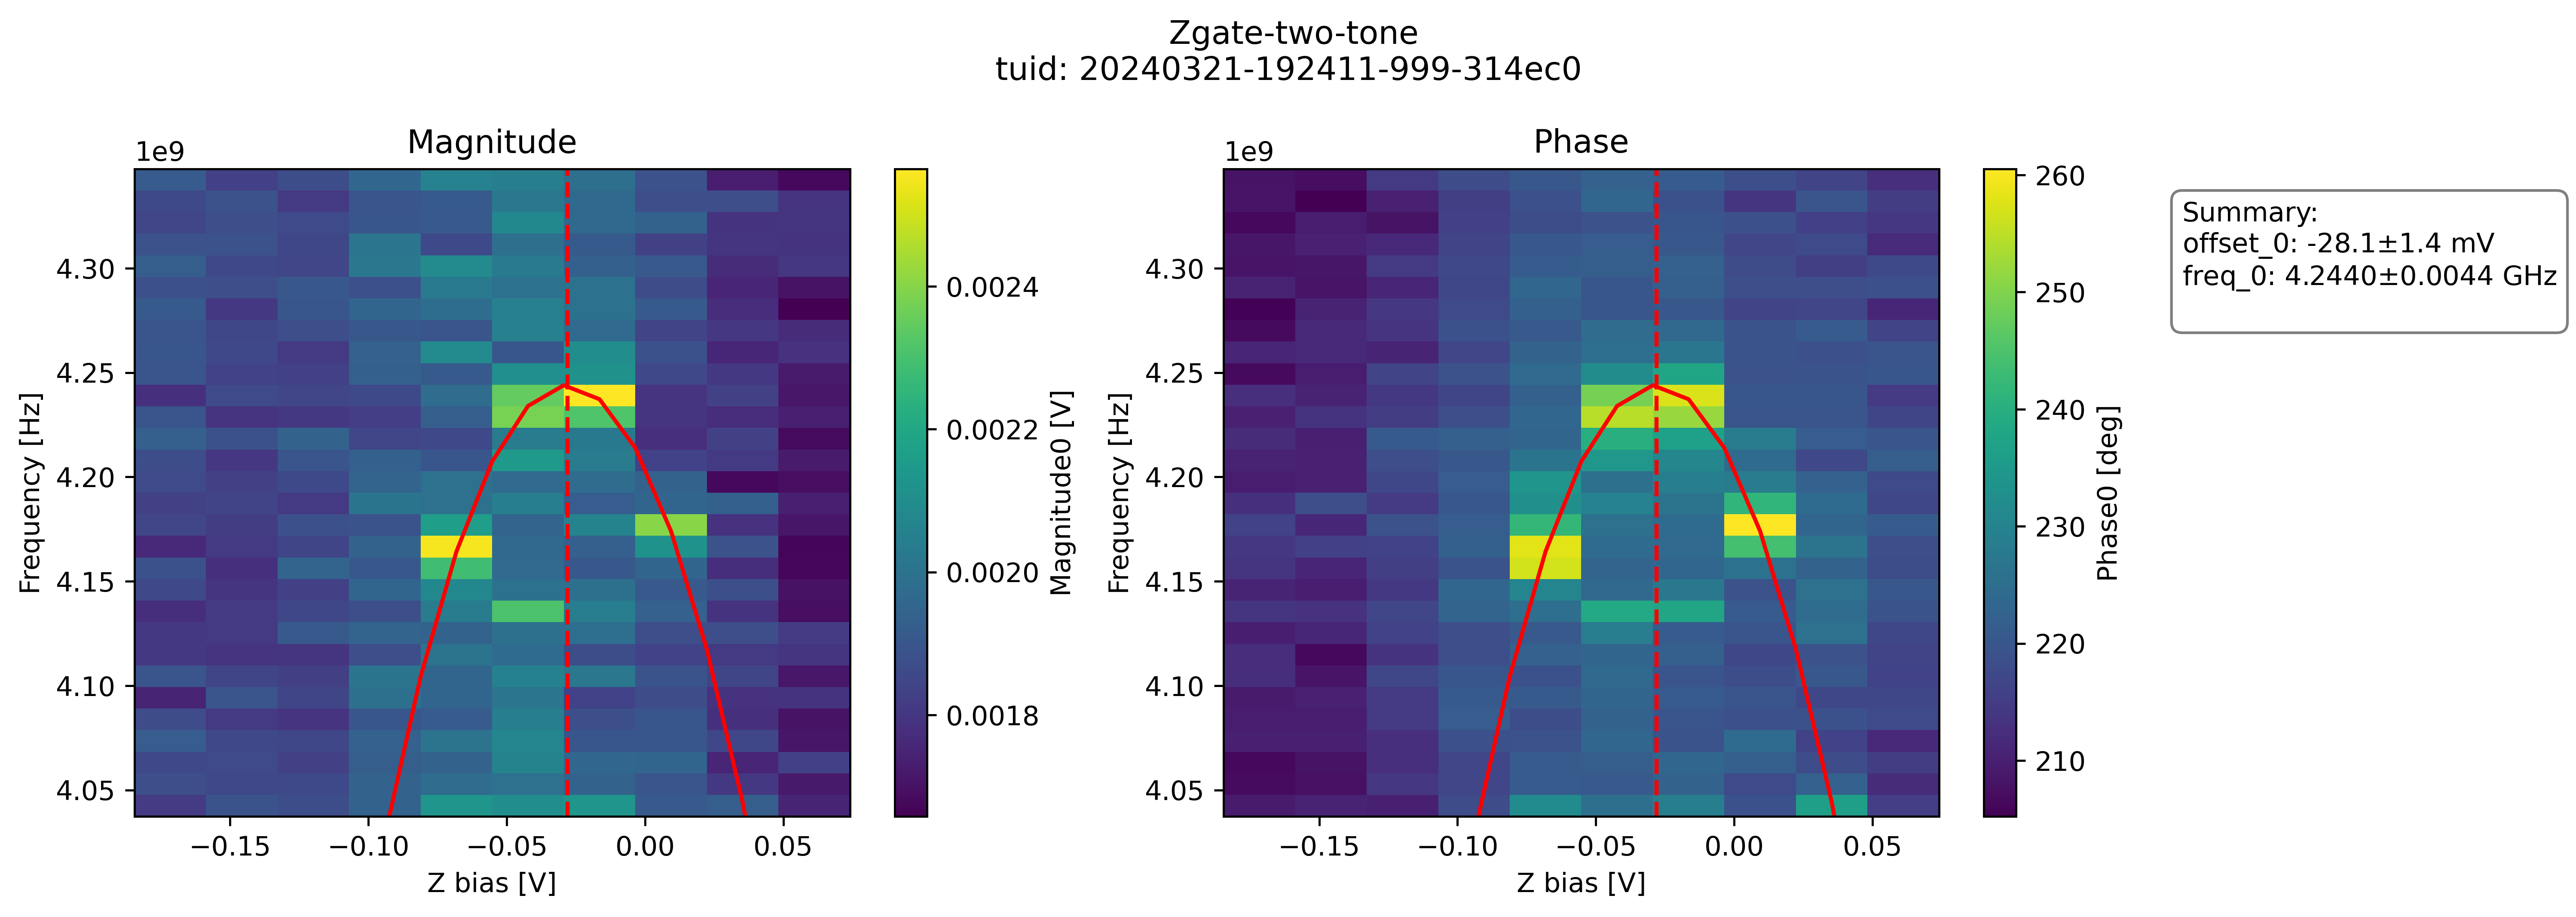 Zgate-two-tone
tuid: 20240321-192411-999-314ec0
Magnitude
1e9
4.30
4.25
4.20
4.15
4.10
4.05
Frequency [Hz]
−0.15
−0.10
−0.05
0.00
0.05
Z bias [V]
0.0024
0.0022
0.0020
0.0018
Magnitude0 [V]
Phase
1e9
4.30
4.25
4.20
4.15
4.10
4.05
Frequency [Hz]
−0.15
−0.10
−0.05
0.00
0.05
Z bias [V]
260
250
240
230
220
210
Phase0 [deg]
Summary:
offset_0: -28.1±1.4 mV
freq_0: 4.2440±0.0044 GHz